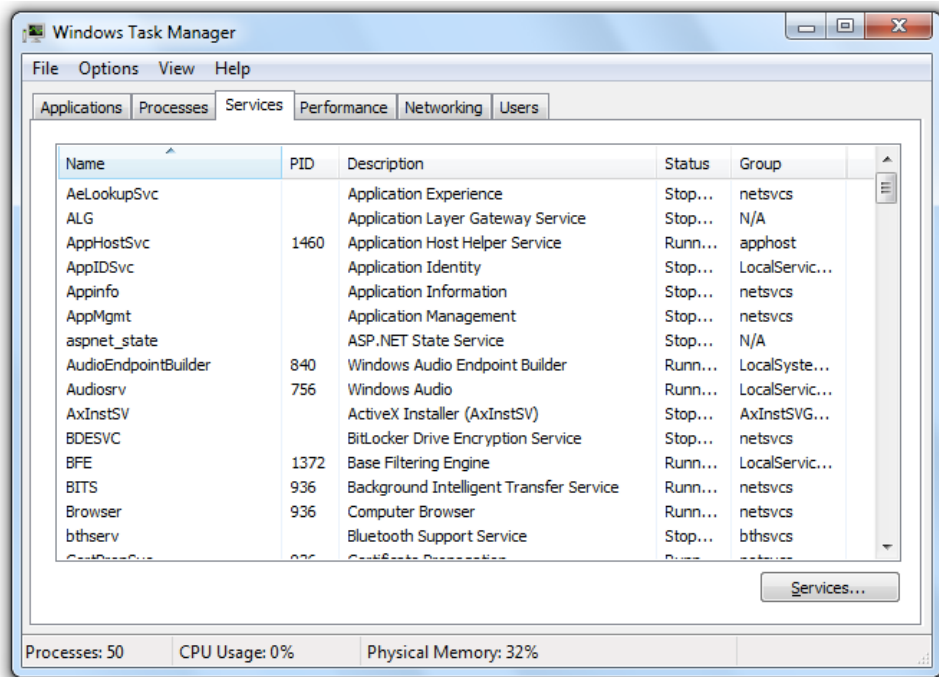 Windows Task Manager
File Options View Help
Applications Processes Services Performance Networking Users
Name PID Description Status Group
AeLookupSvc Application Experience Stop... netsvcs
ALG Application Layer Gateway Service Stop... N/A
AppHostSvc 1460 Application Host Helper Service Runn... apphost
AppIDSvc Application Identity Stop... LocalServic...
Appinfo Application Information Stop... netsvcs
AppMgmt Application Management Stop... netsvcs
aspnet_state ASP.NET State Service Stop... N/A
AudioEndpointBuilder 840 Windows Audio Endpoint Builder Runn... LocalSyste...
Audiosrv 756 Windows Audio Runn... LocalServic...
AxInstSV ActiveX Installer (AxInstSV) Stop... AxInstSVG...
BDESVC BitLocker Drive Encryption Service Stop... netsvcs
BFE 1372 Base Filtering Engine Runn... LocalServic...
BITS 936 Background Intelligent Transfer Service Runn... netsvcs
Browser 936 Computer Browser Runn... netsvcs
bthserv Bluetooth Support Service Stop... bthsvcs
CertPropSvc 936 Certificate Propagation Runn... netsvcs
Services...
Processes: 50 CPU Usage: 0% Physical Memory: 32%